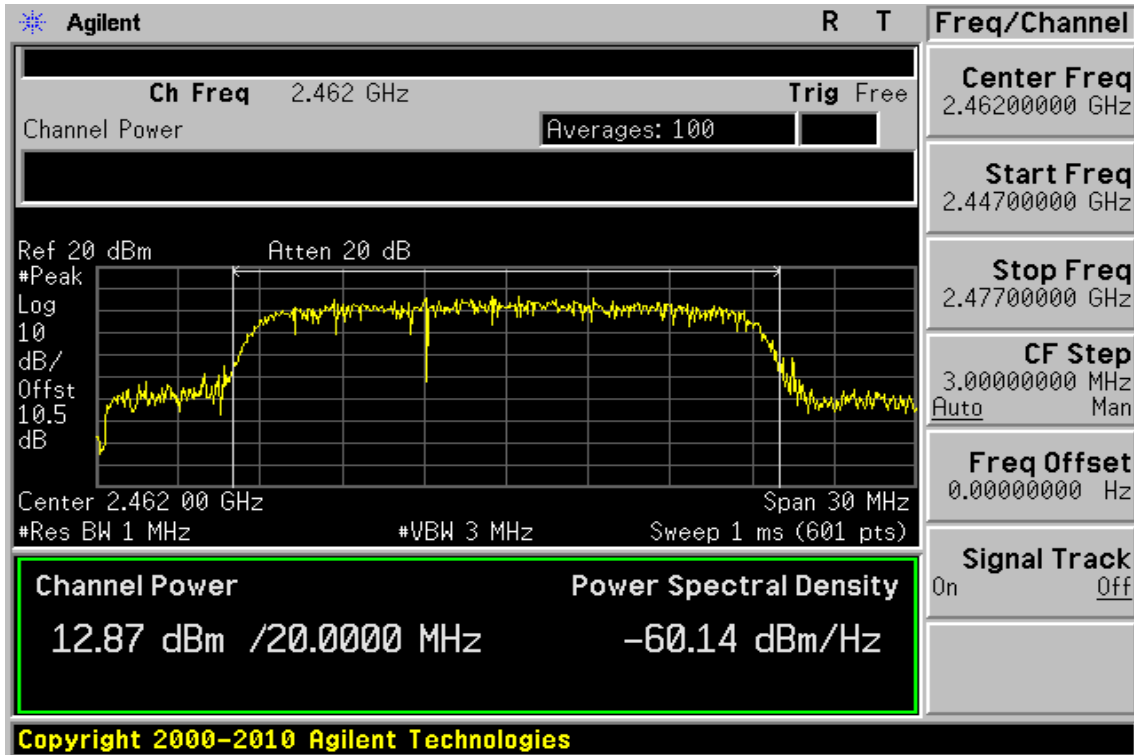 Agilent R T
Ch Freq 2.462 GHz Trig Free
Channel Power Averages: 100
Ref 20 dBm Atten 20 dB
#Peak
Log
10
dB/
Offst
10.5
dB
Center 2.462 00 GHz Span 30 MHz
#Res BW 1 MHz #VBW 3 MHz Sweep 1 ms (601 pts)
Channel Power Power Spectral Density
12.87 dBm /20.0000 MHz -60.14 dBm/Hz
Copyright 2000-2010 Agilent Technologies
Freq/Channel
Center Freq
2.46200000 GHz
Start Freq
2.44700000 GHz
Stop Freq
2.47700000 GHz
CF Step
3.00000000 MHz
Auto Man
Freq Offset
0.00000000 Hz
Signal Track
On Off